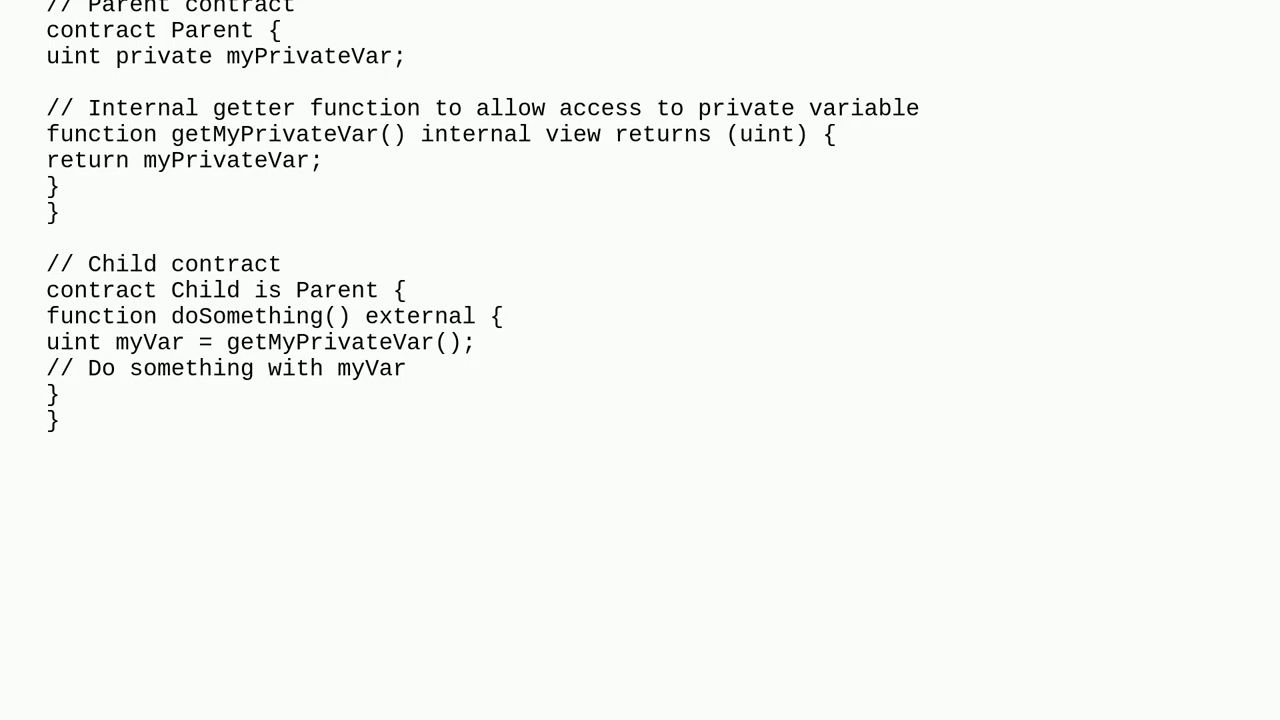 // Parent contract
contract Parent {
uint private myPrivateVar;
// Internal getter function to allow access to private variable
function getMyPrivateVar() internal view returns (uint) {
return myPrivateVar;
}
}
// Child contract
contract Child is Parent {
function doSomething() external {
uint myVar = getMyPrivateVar();
// Do something with myVar
}
}